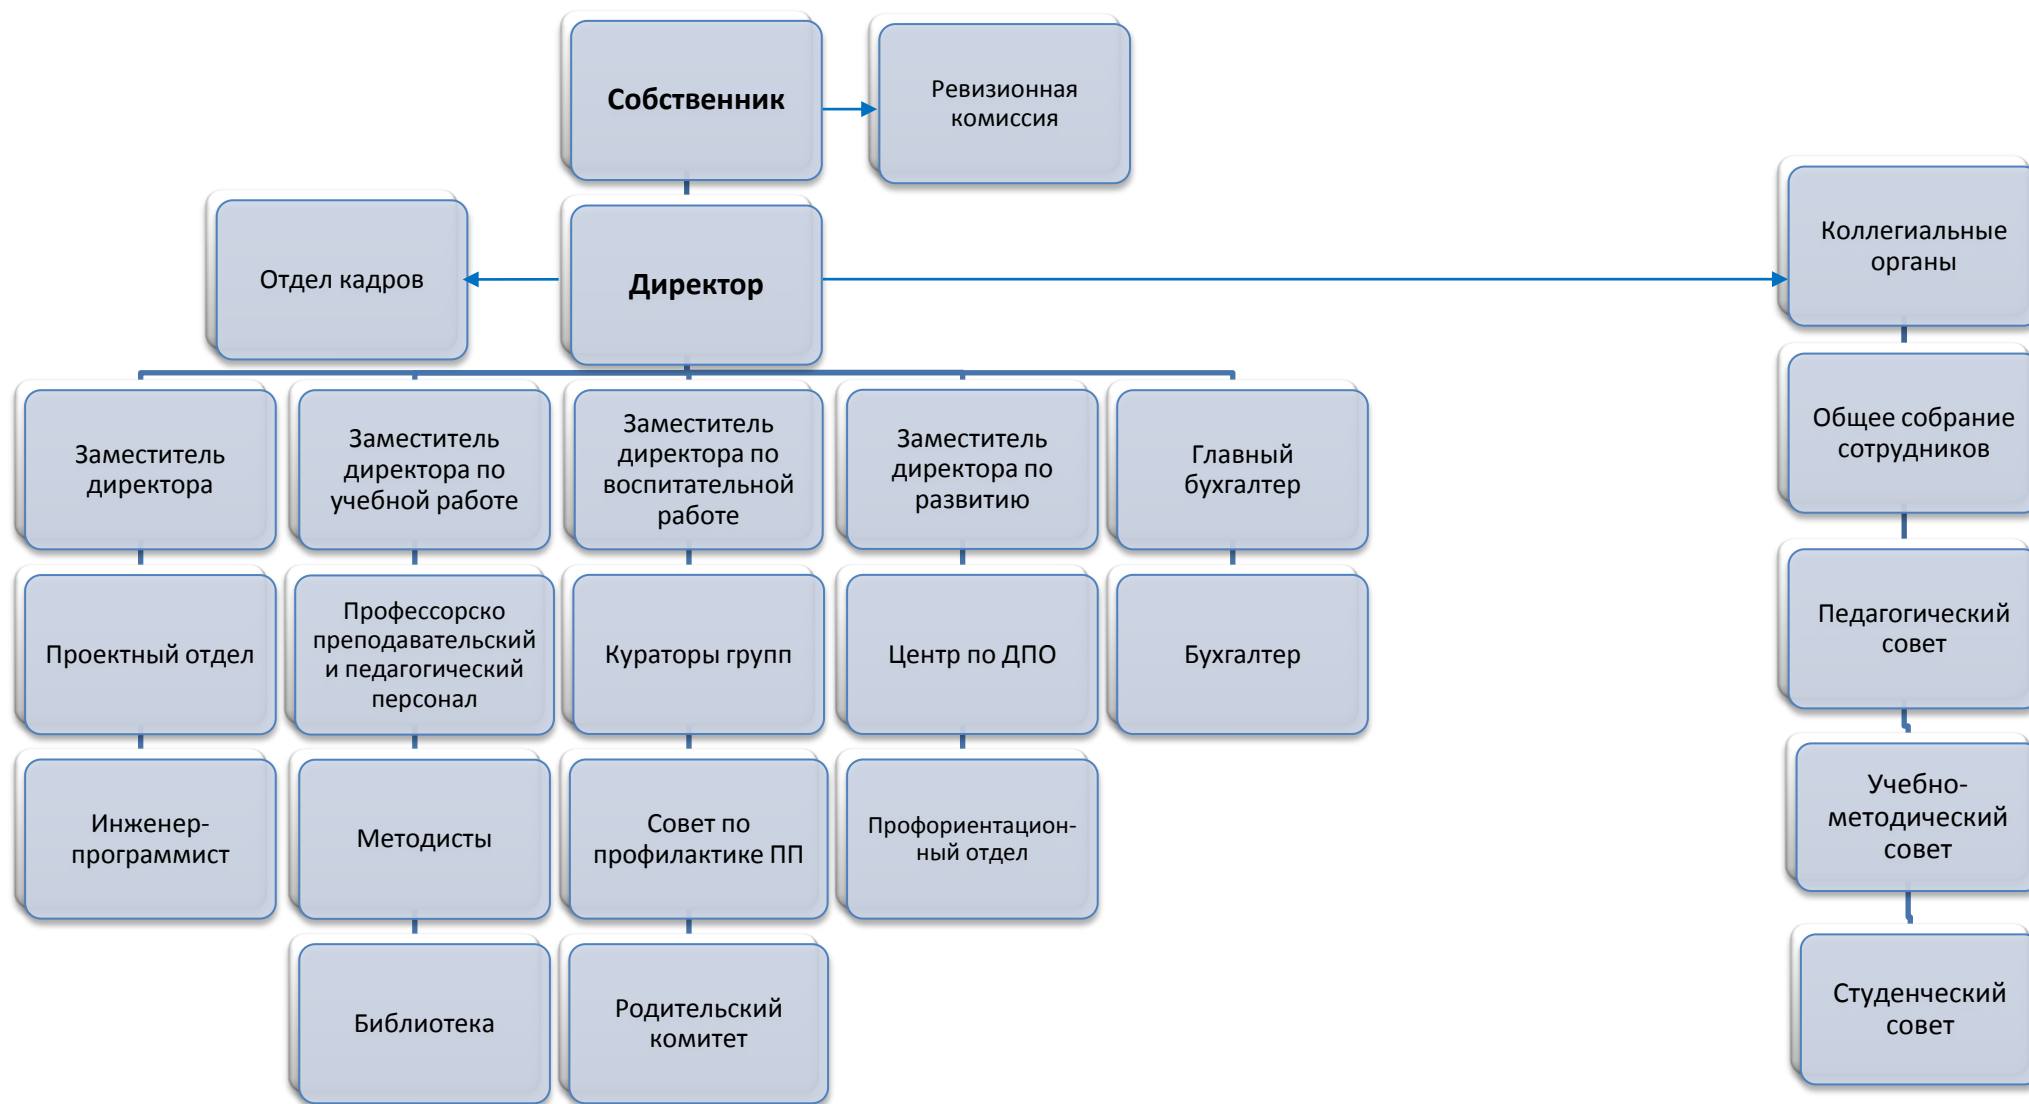 Собственник
Ревизионная
комиссия
Отдел кадров
Директор
Коллегиальные
органы
Заместитель
директора
Заместитель
директора по
учебной работе
Заместитель
директора по
воспитательной
работе
Заместитель
директора по
развитию
Главный
бухгалтер
Общее собрание
сотрудников
Проектный отдел
Профессорско
преподавательский
и педагогический
персонал
Кураторы групп
Центр по ДПО
Бухгалтер
Педагогический
совет
Инженер-
программист
Методисты
Совет по
профилактике ПП
Профориентацион-
ный отдел
Учебно-
методический
совет
Библиотека
Родительский
комитет
Студенческий
совет